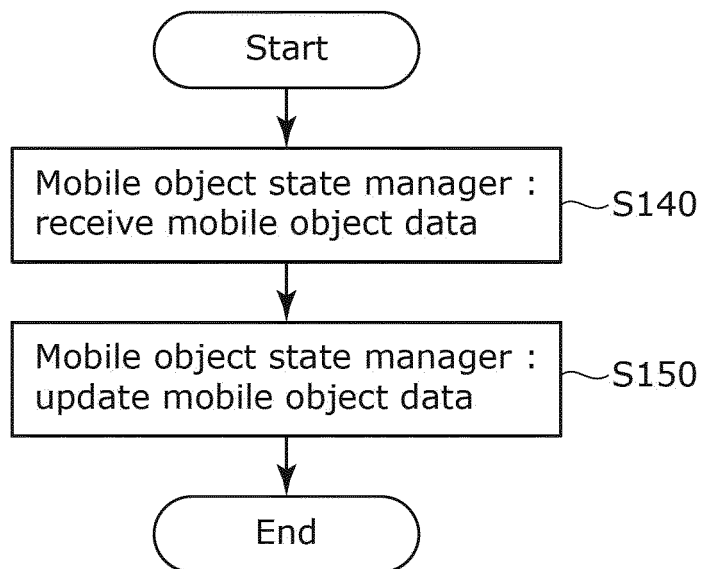 Start
Mobile object state manager :
receive mobile object data
S140
Mobile object state manager :
update mobile object data
S150
End